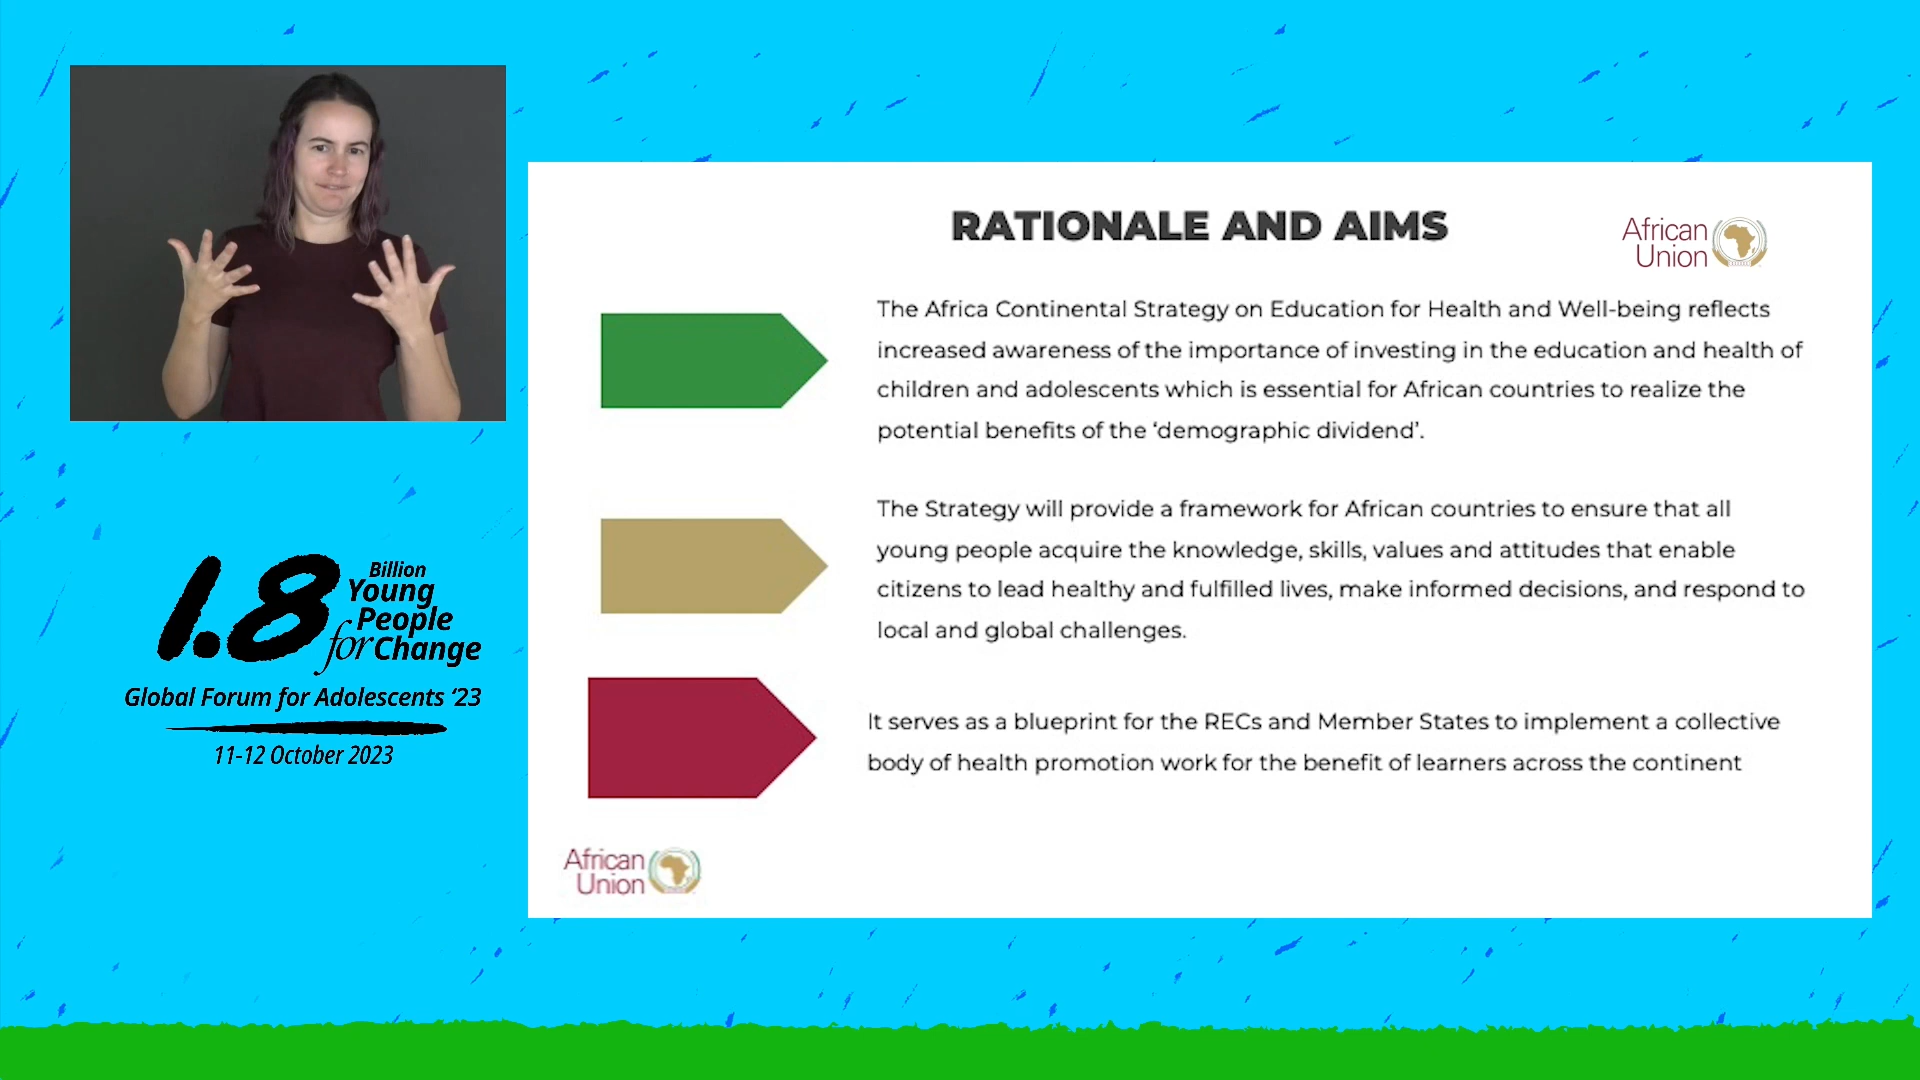 RATIONALE AND AIMS
African
Union
The Africa Continental Strategy on Education for Health and Well-being reflects
increased awareness of the importance of investing in the education and health of
children and adolescents which is essential for African countries to realize the
potential benefits of the ‘demographic dividend’.
The Strategy will provide a framework for African countries to ensure that all
young people acquire the knowledge, skills, values and attitudes that enable
citizens to lead healthy and fulfilled lives, make informed decisions, and respond to
local and global challenges.
It serves as a blueprint for the RECs and Member States to implement a collective
body of health promotion work for the benefit of learners across the continent
African
Union
1.8
Billion
Young
People
for Change
Global Forum for Adolescents ‘23
11-12 October 2023